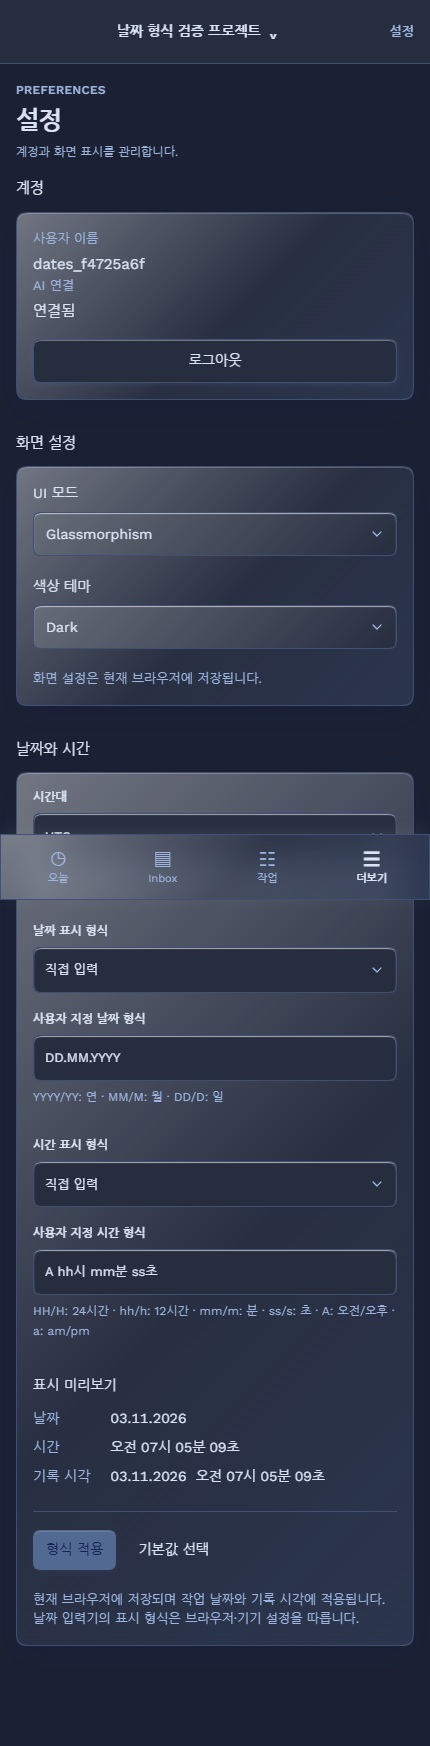 날짜 형식 검증 프로젝트
설정
PREFERENCES
설정
계정과 화면 표시를 관리합니다.
계정
사용자 이름
dates_f4725a6f
AI 연결
연결됨
로그아웃
화면 설정
UI 모드
Glassmorphism
색상 테마
Dark
화면 설정은 현재 브라우저에 저장됩니다.
날짜와 시간
시간대
오늘
Inbox
작업
더보기
날짜 표시 형식
직접 입력
사용자 지정 날짜 형식
DD.MM.YYYY
YYYY/YY: 연 · MM/M: 월 · DD/D: 일
시간 표시 형식
직접 입력
사용자 지정 시간 형식
A hh시 mm분 ss초
HH/H: 24시간 · hh/h: 12시간 · mm/m: 분 · ss/s: 초 · A: 오전/오후 ·
a: am/pm
표시 미리보기
날짜 03.11.2026
시간 오전 07시 05분 09초
기록 시각 03.11.2026 오전 07시 05분 09초
형식 적용 기본값 선택
현재 브라우저에 저장되며 작업 날짜와 기록 시각에 적용됩니다.
날짜 입력기의 표시 형식은 브라우저·기기 설정을 따릅니다.